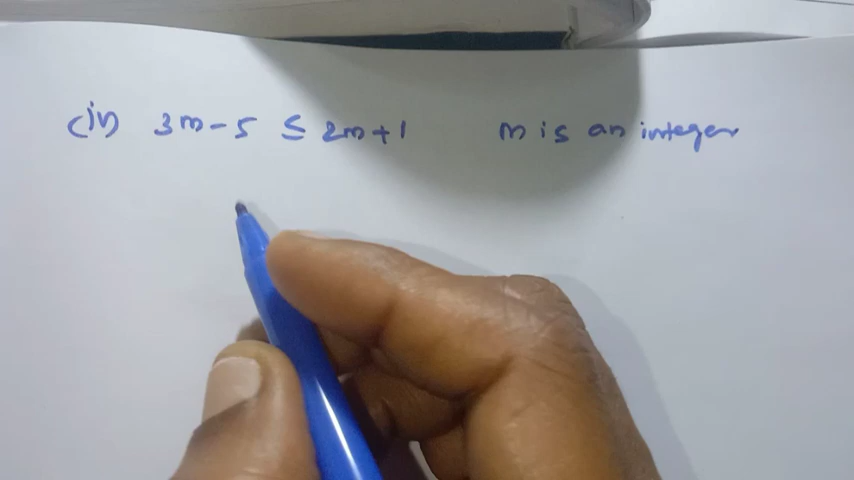 (iv) 3m - 5 ≤ 2m + 1 m is an integer